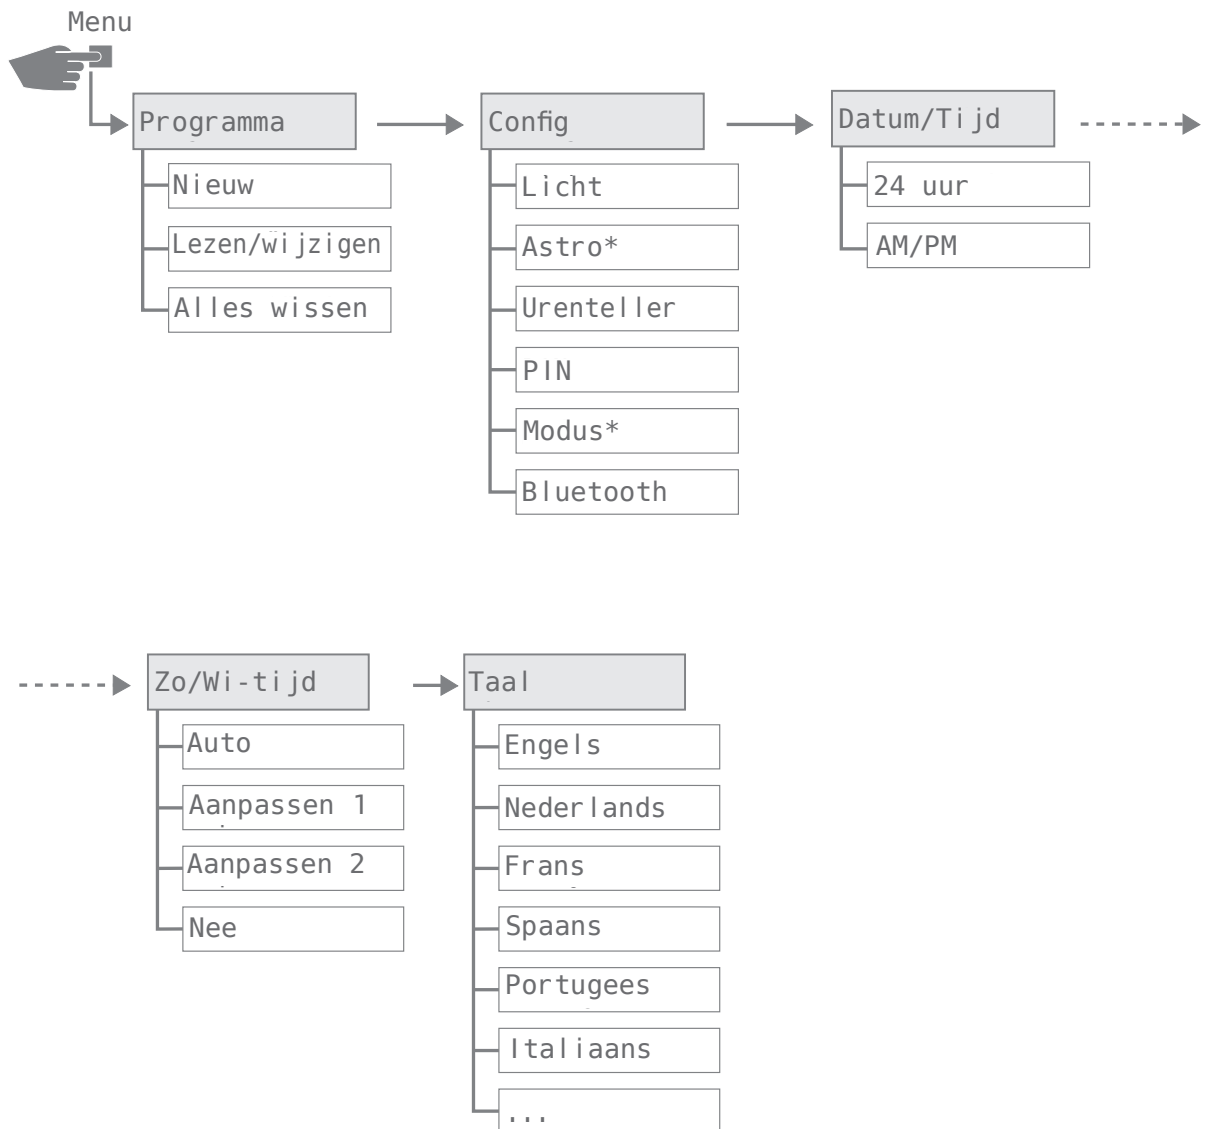 Menu
Programma
Nieuw
Lezen/wijzigen
Alles wissen
Config
Licht
Astro*
Urenteller
PIN
Modus*
Bluetooth
Datum/Tijd
24 uur
AM/PM
Zo/Wi-tijd
Auto
Aanpassen 1
Aanpassen 2
Nee
Taal
Engels
Nederlands
Frans
Spaans
Portugees
Italiaans
...